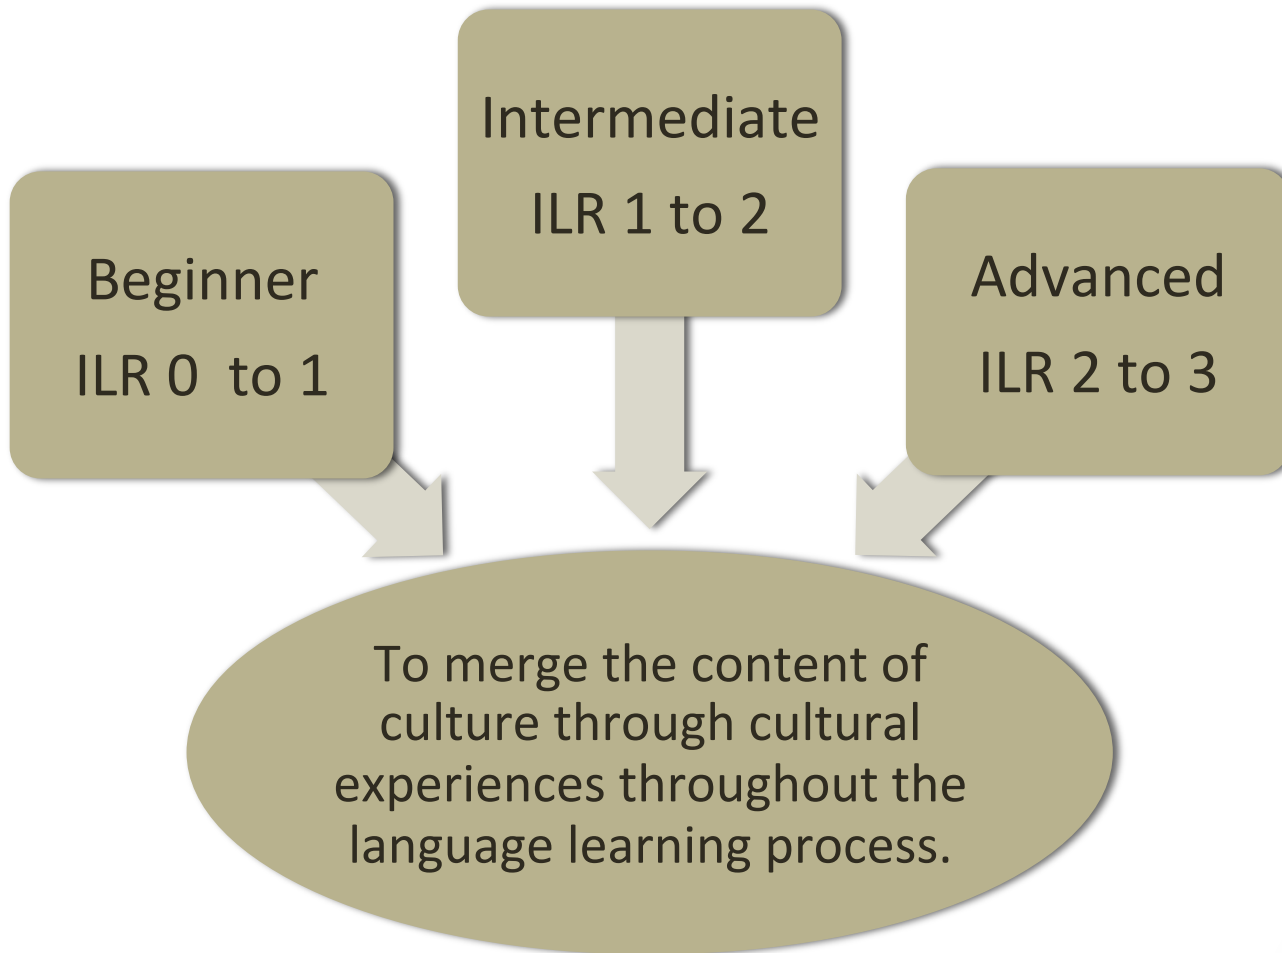 Beginner
ILR 0  to 1
Intermediate
ILR 1 to 2
Advanced
ILR 2 to 3
To merge the content of
culture through cultural
experiences throughout the
language learning process.